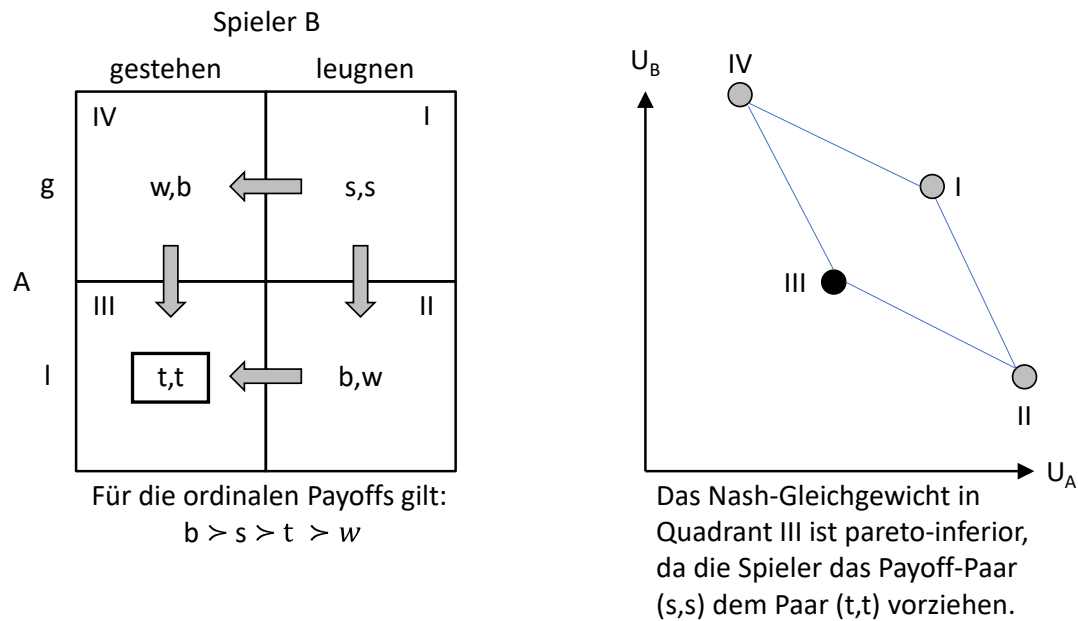 Spieler B
gestehen leugnen
IV I
g w,b s,s
A
III II
l t,t b,w
Für die ordinalen Payoffs gilt:
b ≻ s ≻ t ≻ w
U_B
IV
I
III
II
U_A
Das Nash-Gleichgewicht in
Quadrant III ist pareto-inferior,
da die Spieler das Payoff-Paar
(s,s) dem Paar (t,t) vorziehen.